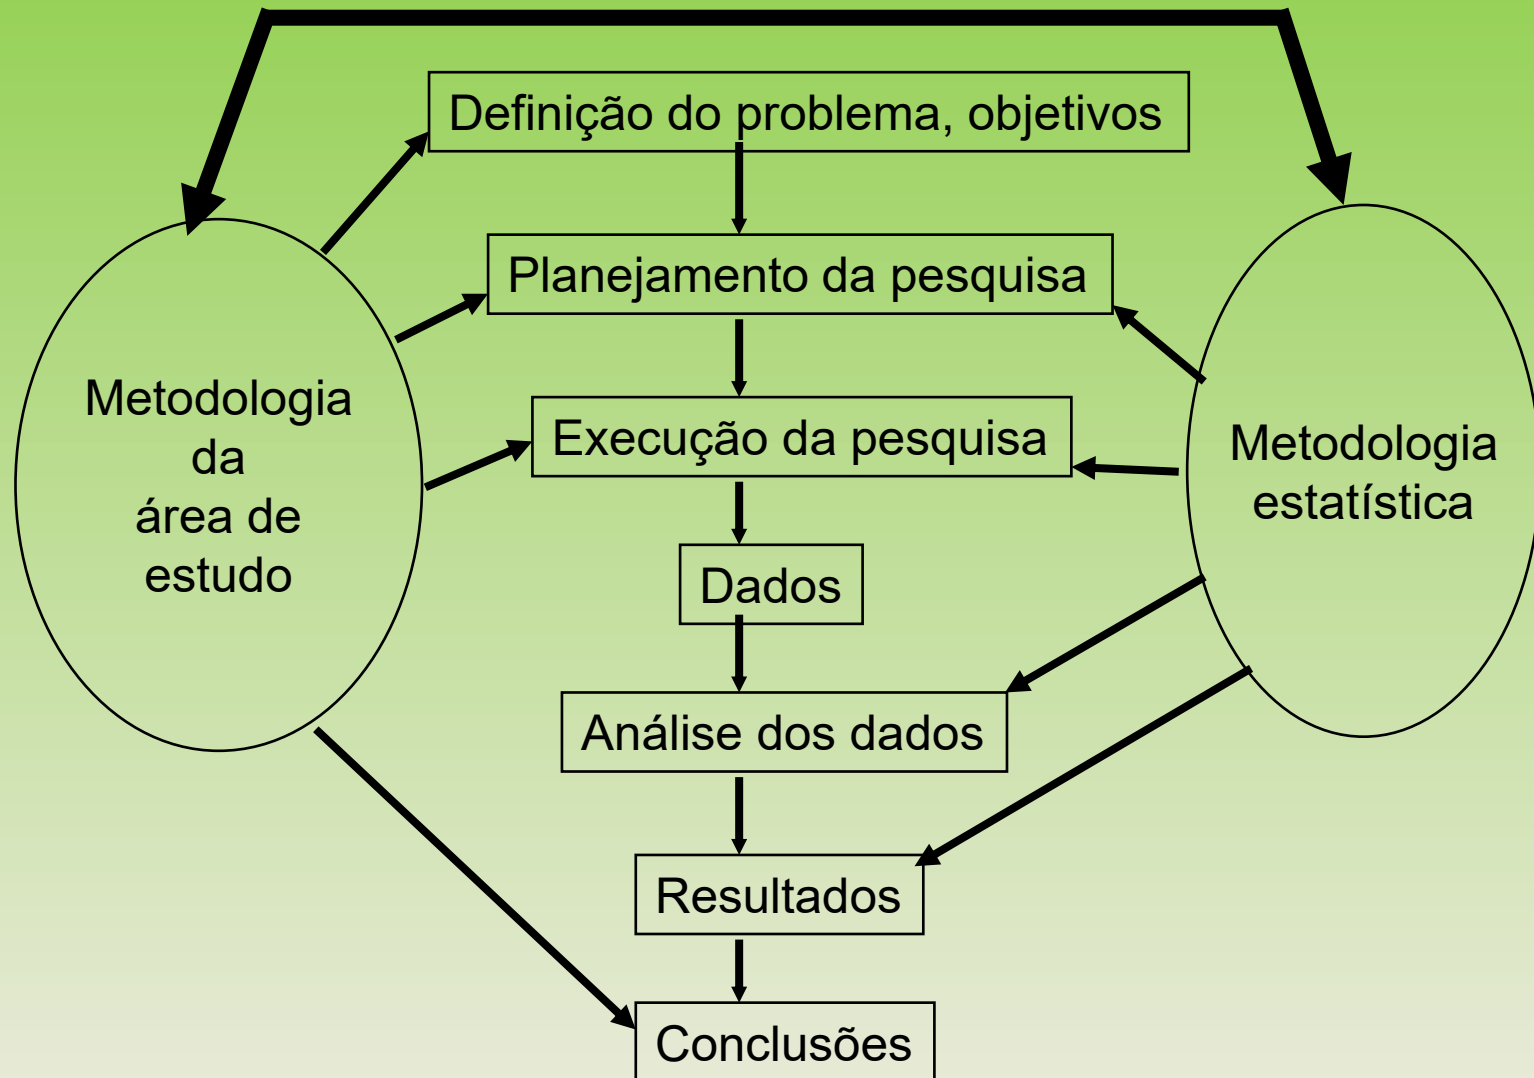 Definição do problema, objetivos
Planejamento da pesquisa
Metodologia
da
área de
estudo
Execução da pesquisa
Metodologia
estatística
Dados
Análise dos dados
Resultados
Conclusões